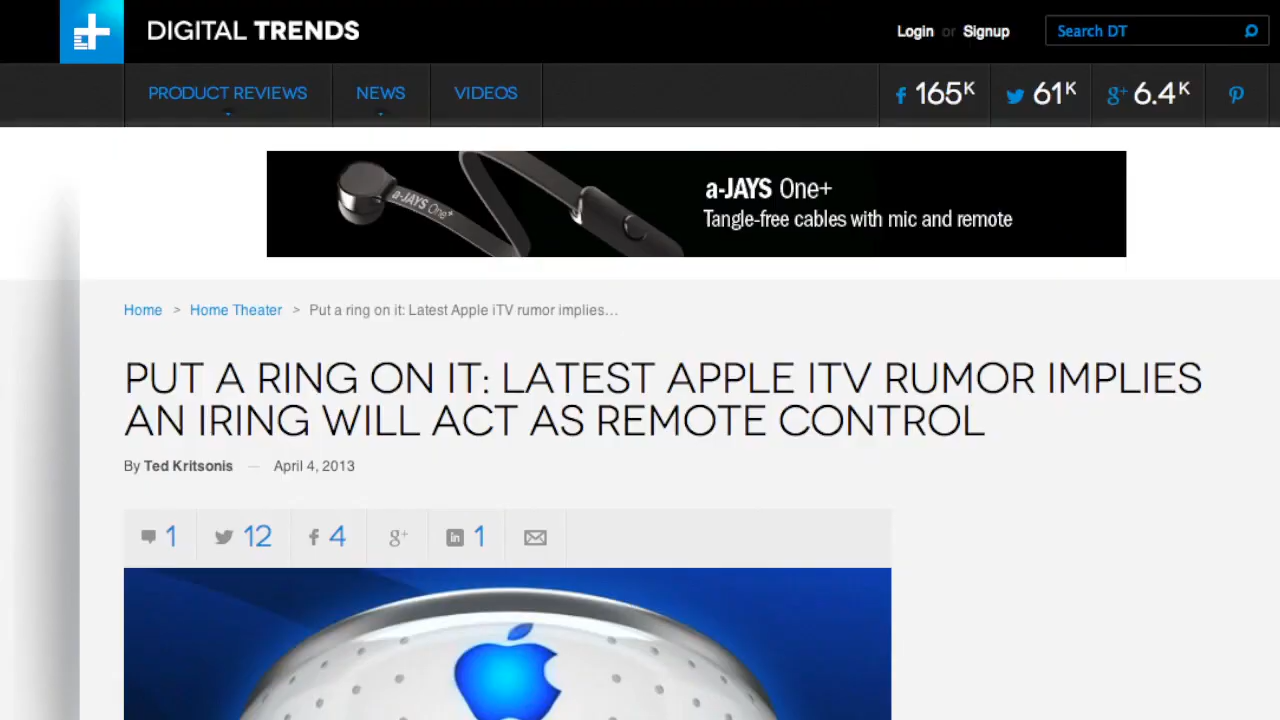 DIGITAL TRENDS
Login or Signup
Search DT
PRODUCT REVIEWS
NEWS
VIDEOS
165K
61K
g+ 6.4K
a-JAYS One+
a-JAYS One+
Tangle-free cables with mic and remote
Home > Home Theater > Put a ring on it: Latest Apple iTV rumor implies...
PUT A RING ON IT: LATEST APPLE ITV RUMOR IMPLIES
AN IRING WILL ACT AS REMOTE CONTROL
By Ted Kritsonis — April 4, 2013
1
12
4
g+
in 1